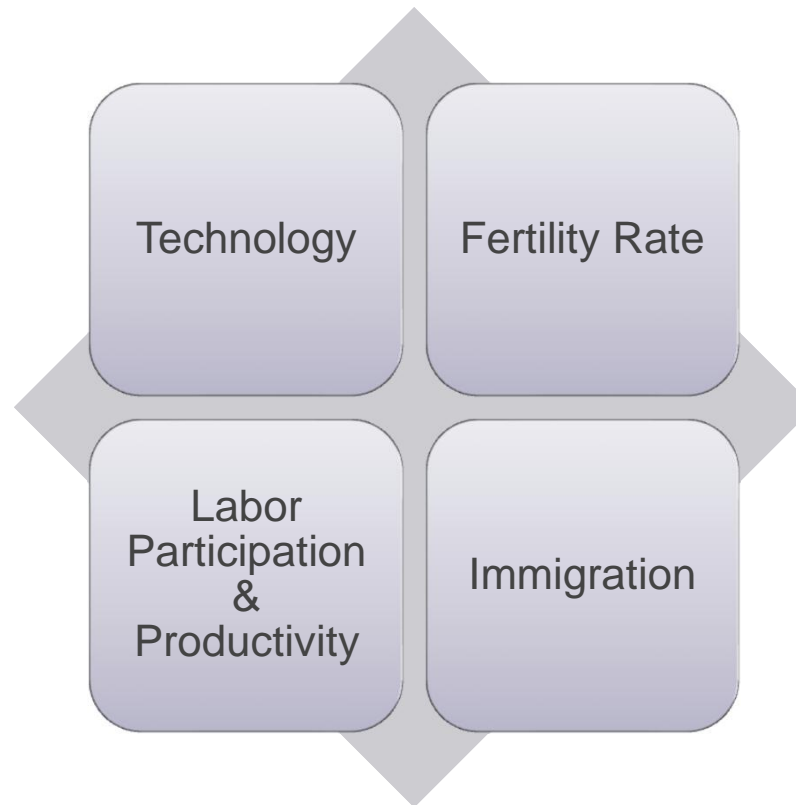 Technology
Fertility Rate
Labor
Participation
&
Productivity
Immigration